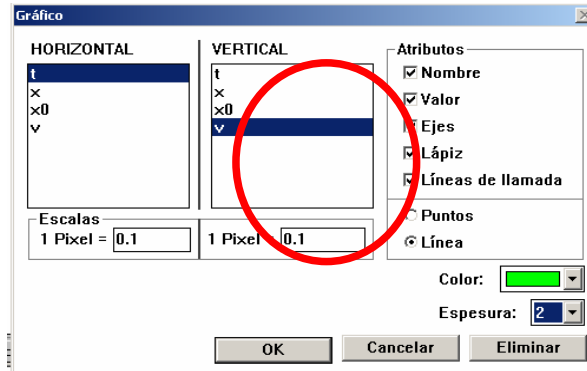 Gráfico
HORIZONTAL
t
x
x0
v
VERTICAL
t
x
x0
v
Atributos
Nombre
Valor
Ejes
Lápiz
Líneas de llamada
Puntos
Línea
Escalas
1 Pixel = 0.1
1 Pixel = 0.1
Color:
Espesura: 2
OK
Cancelar
Eliminar